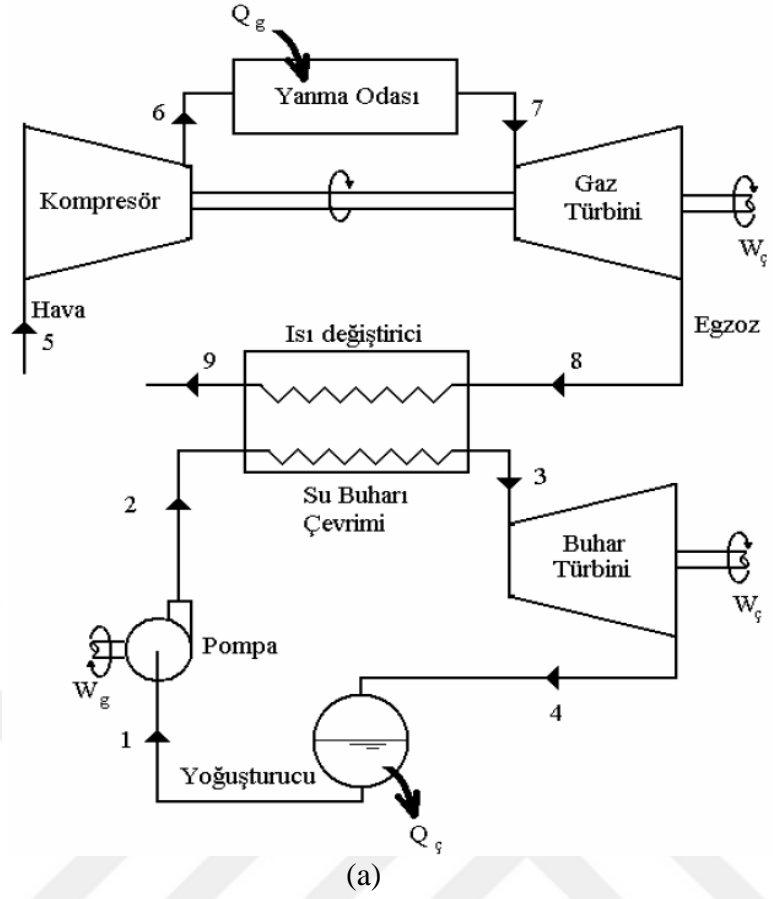 Q g
Yanma Odası
6
7
Kompresör
Gaz
Türbini
W ç
Hava
5
Egzoz
Isı değiştirici
9
8
2
3
Su Buharı
Çevrimi
Buhar
Türbini
W ç
Pompa
W g
1
4
Yoğuşturucu
Q ç
(a)